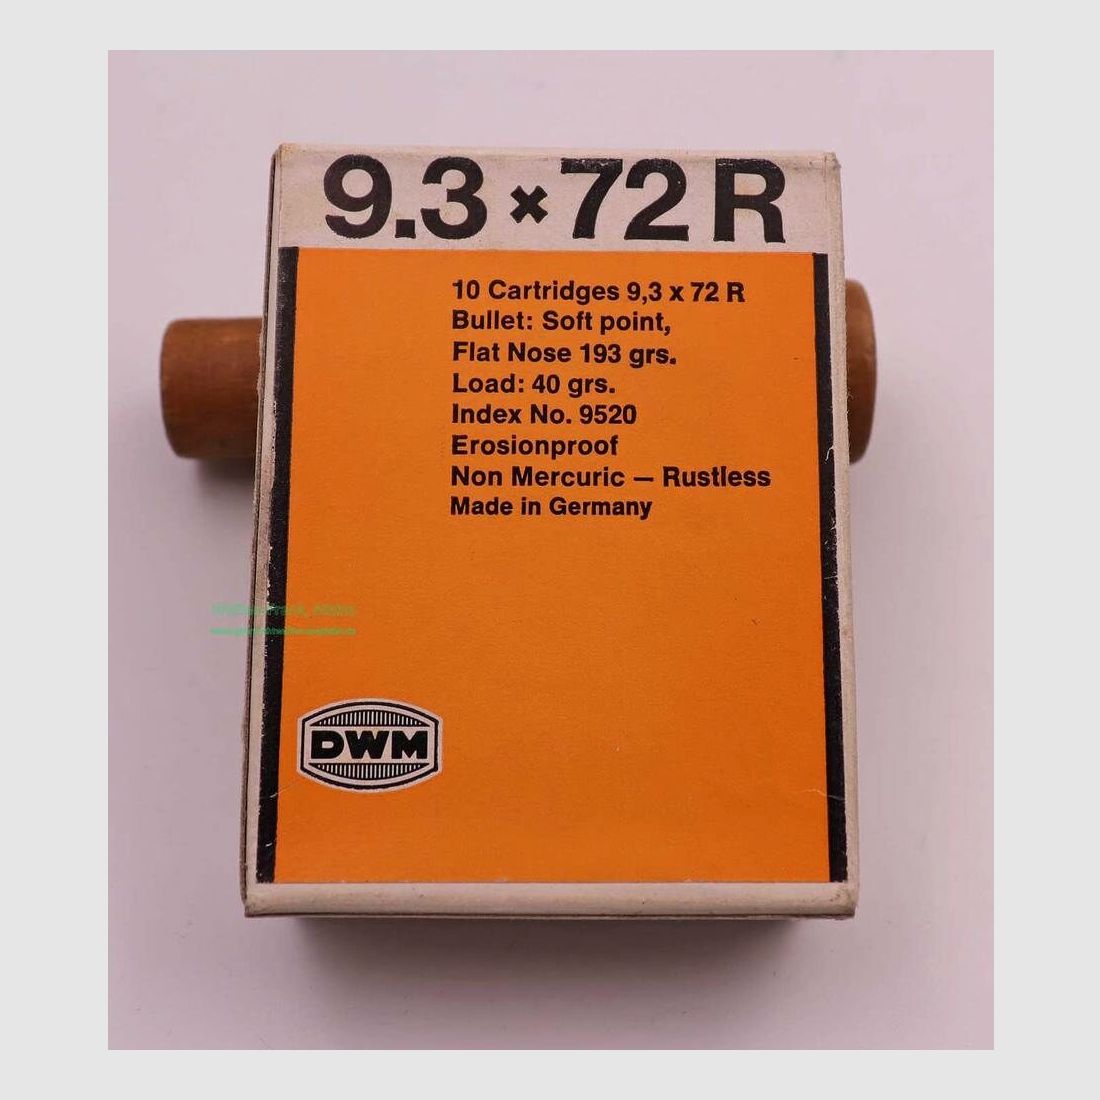 9.3 × 72 R
10 Cartridges 9,3 x 72 R
Bullet: Soft point,
Flat Nose 193 grs.
Load: 40 grs.
Index No. 9520
Erosionproof
Non Mercuric — Rustless
Made in Germany
DWM